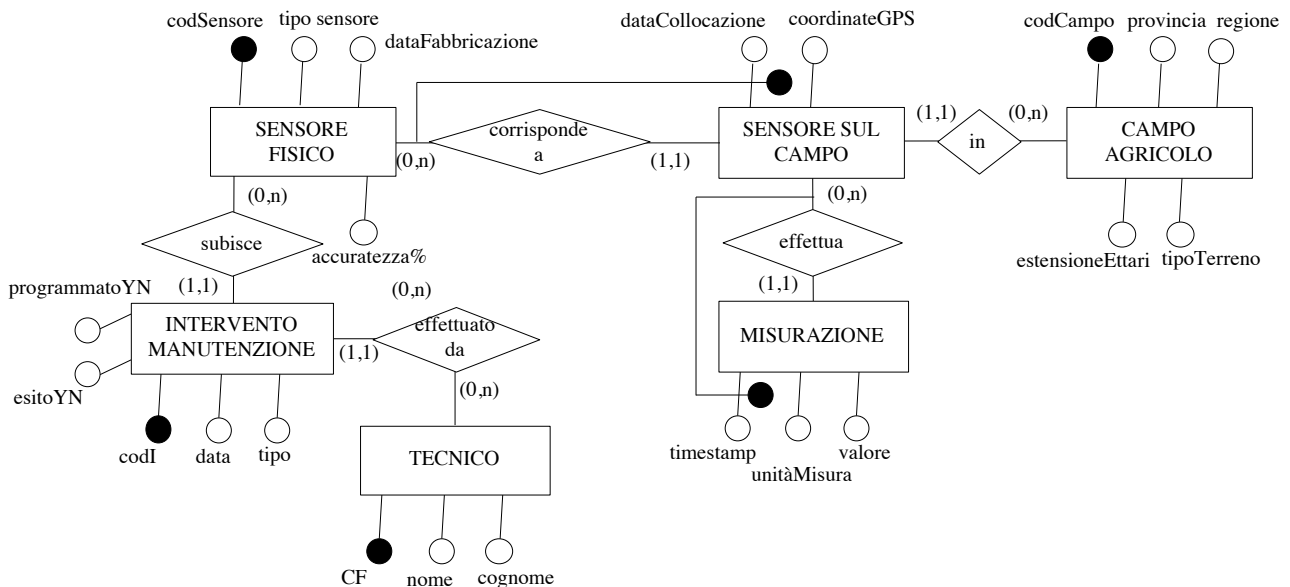 codSensore
tipo sensore
dataFabbricazione
dataCollocazione
coordinateGPS
codCampo
provincia
regione
SENSORE
FISICO
(0,n)
corrisponde
a
(1,1)
SENSORE SUL
CAMPO
(1,1)
in
(0,n)
CAMPO
AGRICOLO
(0,n)
subisce
accuratezza%
(0,n)
effettua
estensioneEttari
tipoTerreno
programmatoYN
(1,1)
(0,n)
(1,1)
INTERVENTO
MANUTENZIONE
(1,1)
effettuato
da
MISURAZIONE
esitoYN
(0,n)
codI
data
tipo
TECNICO
timestamp
unitàMisura
valore
CF
nome
cognome